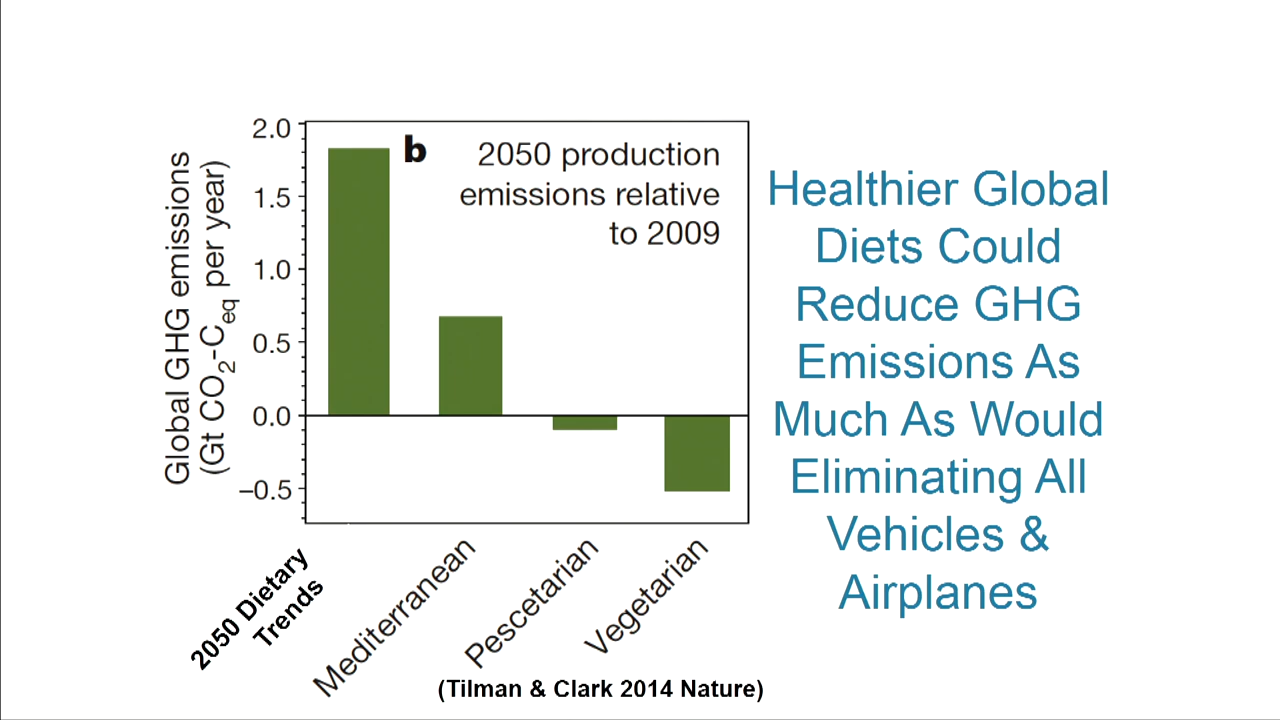 b
2050 production
emissions relative
to 2009
Global GHG emissions
(Gt CO₂-Ceq per year)
2.0
1.5
1.0
0.5
0.0
−0.5
2050 Dietary
Trends
Mediterranean
Pescetarian
Vegetarian
(Tilman & Clark 2014 Nature)
Healthier Global
Diets Could
Reduce GHG
Emissions As
Much As Would
Eliminating All
Vehicles &
Airplanes